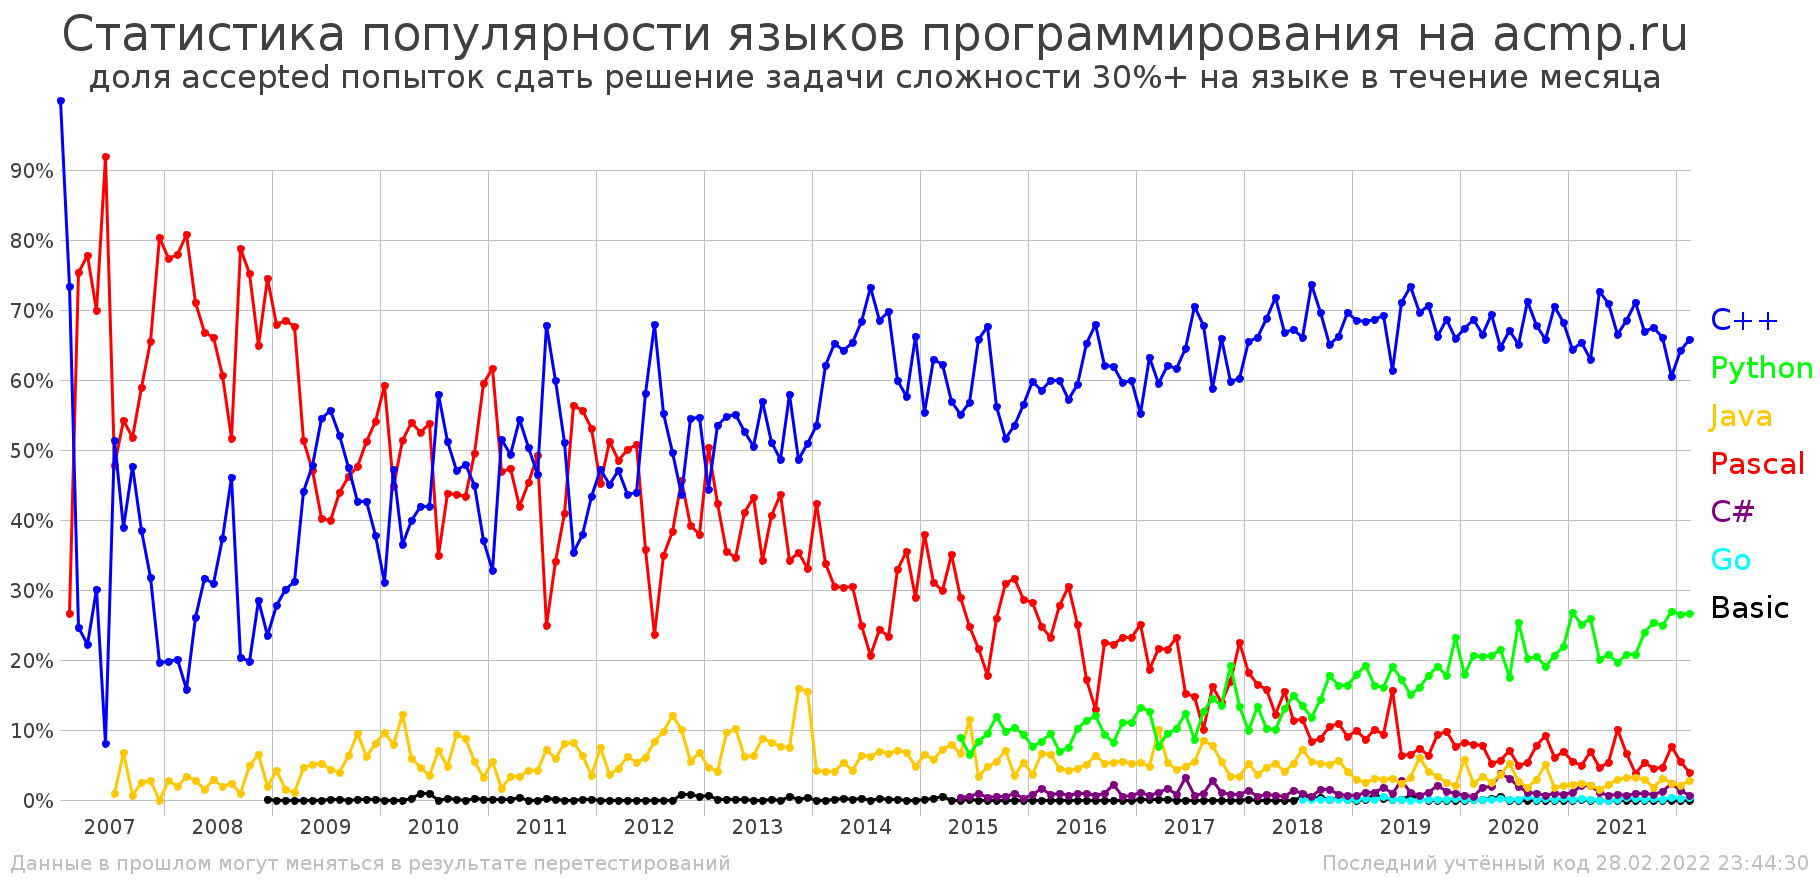 Статистика популярности языков программирования на acmp.ru
доля accepted попыток сдать решение задачи сложности 30%+ на языке в течение месяца
90%
80%
70%
60%
50%
40%
30%
20%
10%
0%
C++
Python
Java
Pascal
C#
Go
Basic
2007 2008 2009 2010 2011 2012 2013 2014 2015 2016 2017 2018 2019 2020 2021
Данные в прошлом могут меняться в результате перетестирований
Последний учтённый код 28.02.2022 23:44:30